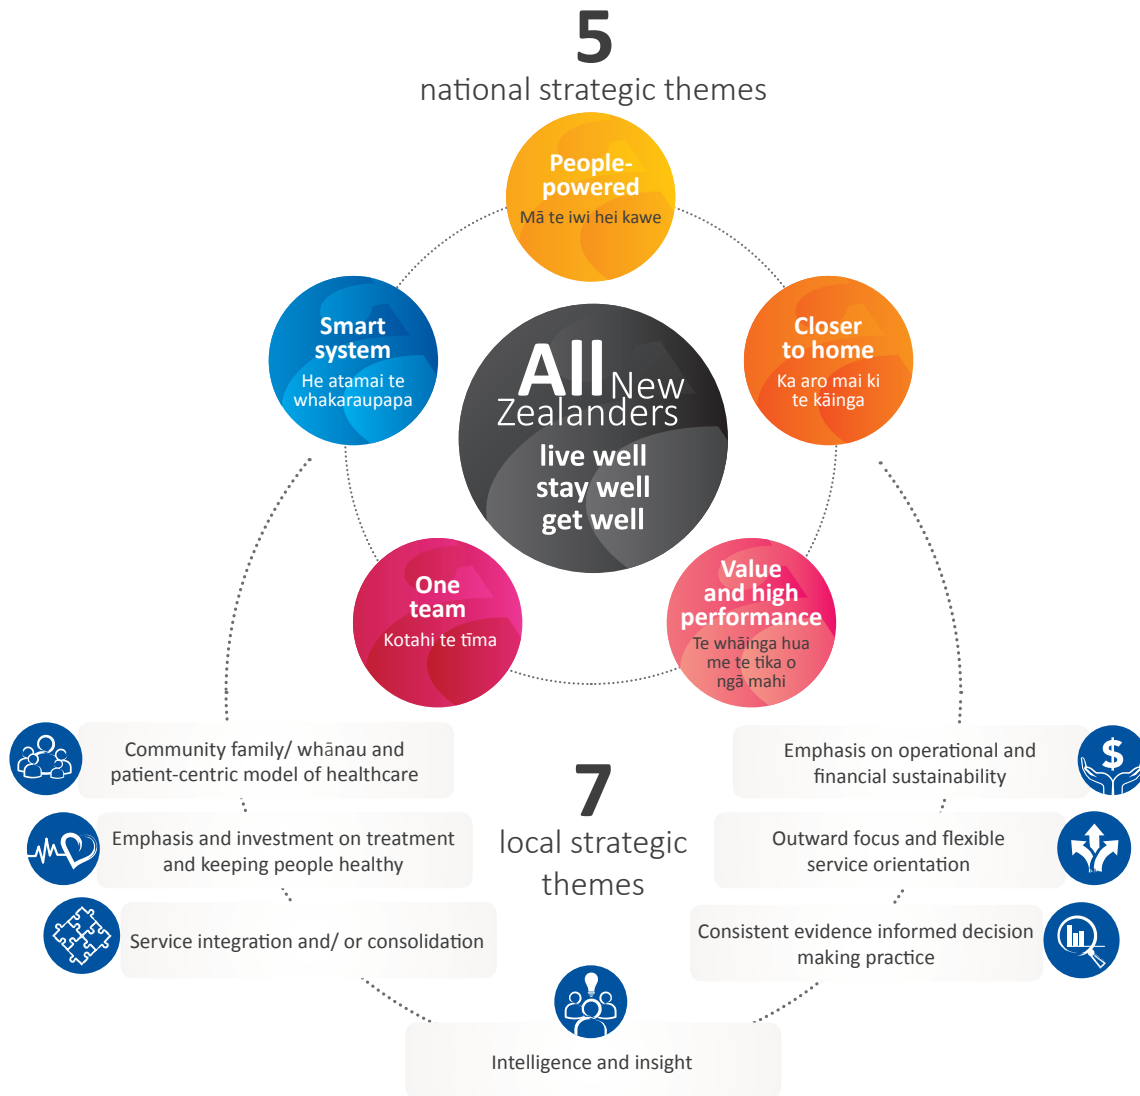 5
national strategic themes
People-
powered
Mā te iwi hei kawe
Smart
system
He atamai te
whakaraupapa
Closer
to home
Ka aro mai ki
te kāinga
All New
Zealanders
live well
stay well
get well
One
team
Kotahi te tīma
Value
and high
performance
Te whāinga hua
me te tika o
ngā mahi
7
local strategic
themes
Community family/ whānau and
patient-centric model of healthcare
Emphasis and investment on treatment
and keeping people healthy
Service integration and/ or consolidation
Emphasis on operational and
financial sustainability
$
Outward focus and flexible
service orientation
Consistent evidence informed decision
making practice
Intelligence and insight